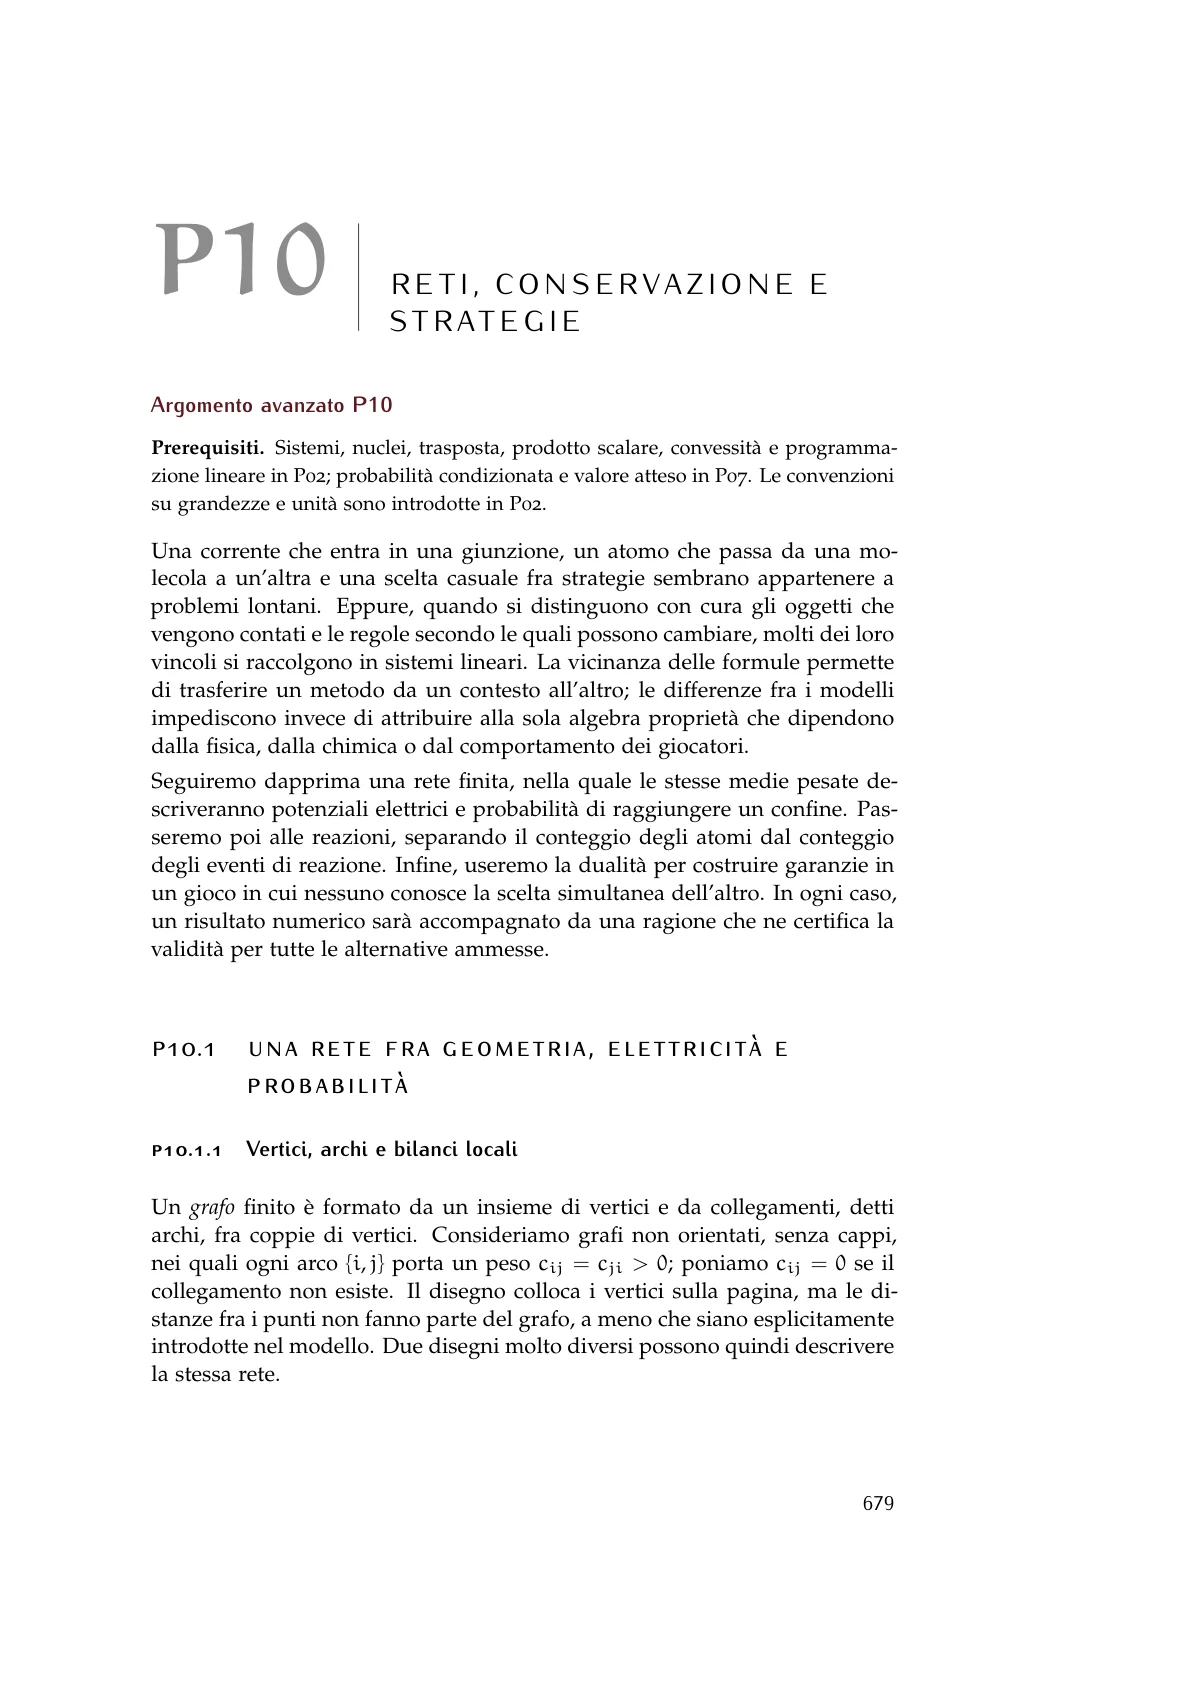 P10
RETI, CONSERVAZIONE E
STRATEGIE
Argomento avanzato P10
Prerequisiti. Sistemi, nuclei, trasposta, prodotto scalare, convessità e programma-
zione lineare in P02; probabilità condizionata e valore atteso in P07. Le convenzioni
su grandezze e unità sono introdotte in P02.
Una corrente che entra in una giunzione, un atomo che passa da una mo-
lecola a un'altra e una scelta casuale fra strategie sembrano appartenere a
problemi lontani. Eppure, quando si distinguono con cura gli oggetti che
vengono contati e le regole secondo le quali possono cambiare, molti dei loro
vincoli si raccolgono in sistemi lineari. La vicinanza delle formule permette
di trasferire un metodo da un contesto all'altro; le differenze fra i modelli
impediscono invece di attribuire alla sola algebra proprietà che dipendono
dalla fisica, dalla chimica o dal comportamento dei giocatori.
Seguiremo dapprima una rete finita, nella quale le stesse medie pesate de-
scriveranno potenziali elettrici e probabilità di raggiungere un confine. Pas-
seremo poi alle reazioni, separando il conteggio degli atomi dal conteggio
degli eventi di reazione. Infine, useremo la dualità per costruire garanzie in
un gioco in cui nessuno conosce la scelta simultanea dell'altro. In ogni caso,
un risultato numerico sarà accompagnato da una ragione che ne certifica la
validità per tutte le alternative ammesse.
P10.1 UNA RETE FRA GEOMETRIA, ELETTRICITÀ E
PROBABILITÀ
P10.1.1 Vertici, archi e bilanci locali
Un grafo finito è formato da un insieme di vertici e da collegamenti, detti
archi, fra coppie di vertici. Consideriamo grafi non orientati, senza cappi,
nei quali ogni arco {i, j} porta un peso c_ij = c_ji > 0; poniamo c_ij = 0 se il
collegamento non esiste. Il disegno colloca i vertici sulla pagina, ma le di-
stanze fra i punti non fanno parte del grafo, a meno che siano esplicitamente
introdotte nel modello. Due disegni molto diversi possono quindi descrivere
la stessa rete.
679